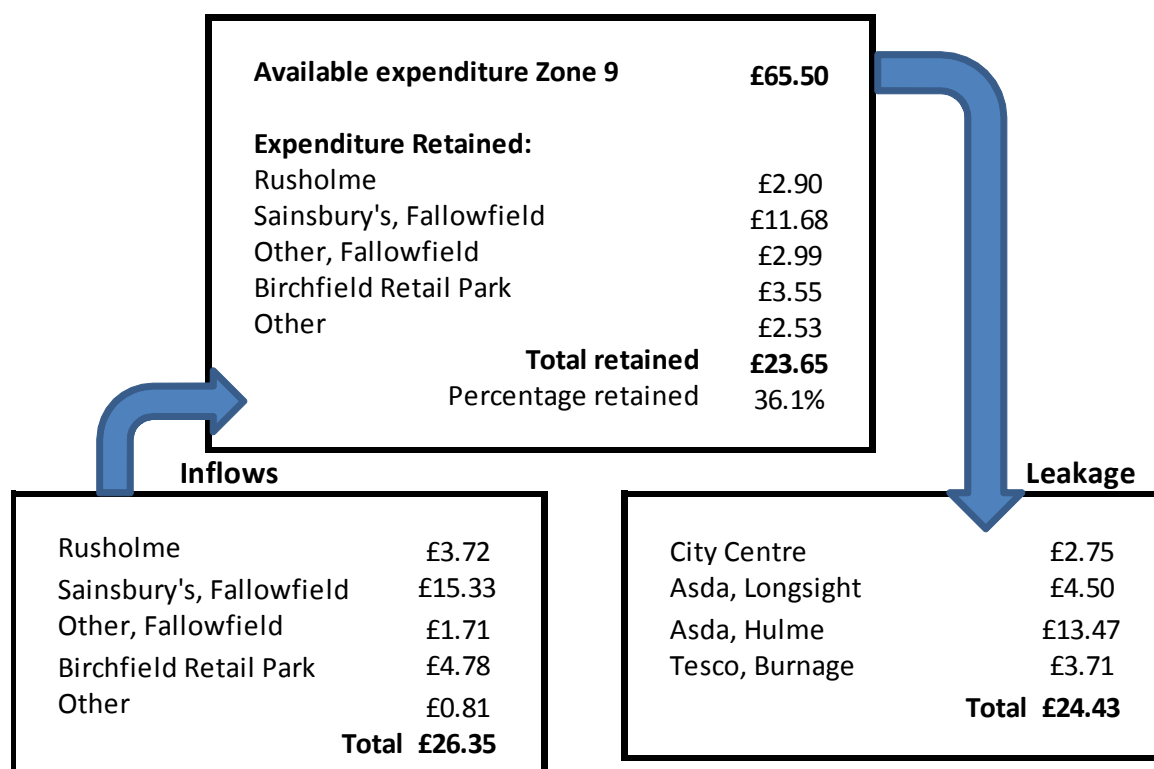 Available expenditure Zone 9 £65.50
Expenditure Retained:
Rusholme £2.90
Sainsbury's, Fallowfield £11.68
Other, Fallowfield £2.99
Birchfield Retail Park £3.55
Other £2.53
Total retained £23.65
Percentage retained 36.1%
Inflows
Rusholme £3.72
Sainsbury's, Fallowfield £15.33
Other, Fallowfield £1.71
Birchfield Retail Park £4.78
Other £0.81
Total £26.35
Leakage
City Centre £2.75
Asda, Longsight £4.50
Asda, Hulme £13.47
Tesco, Burnage £3.71
Total £24.43